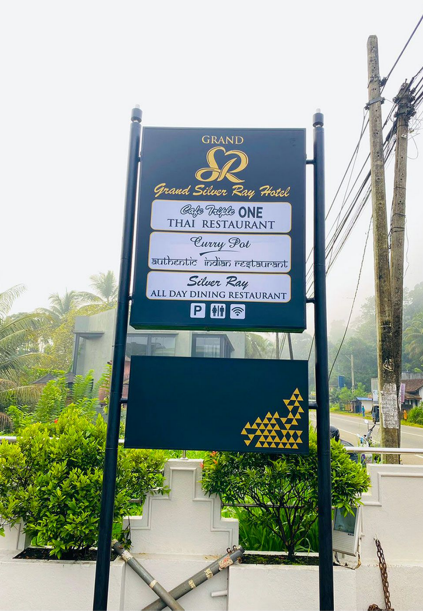 GRAND
SR
Grand Silver Ray Hotel
Cafe Triple ONE
THAI RESTAURANT
Curry Pot
authentic indian restaurant
Silver Ray
ALL DAY DINING RESTAURANT
P